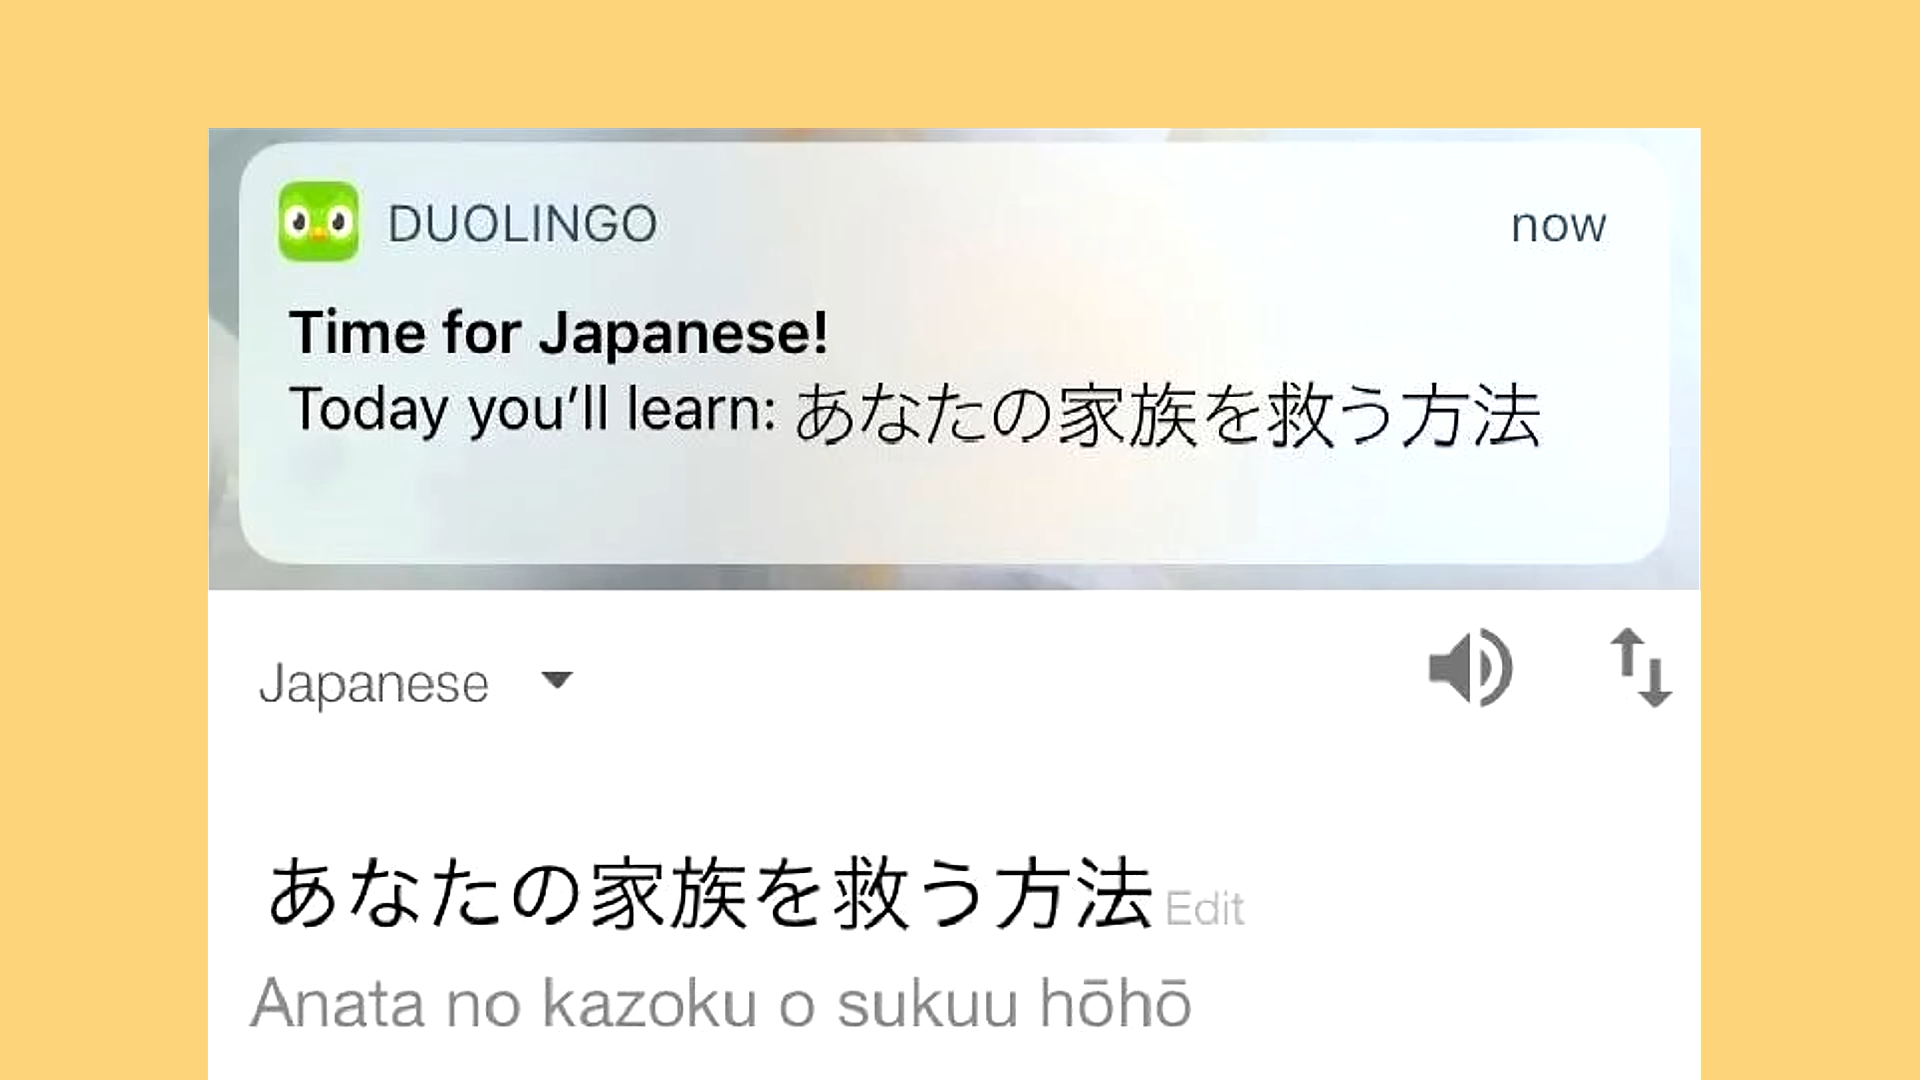 DUOLINGO
now
Time for Japanese!
Today you’ll learn: あなたの家族を救う方法
Japanese
あなたの家族を救う方法 Edit
Anata no kazoku o sukuu hōhō